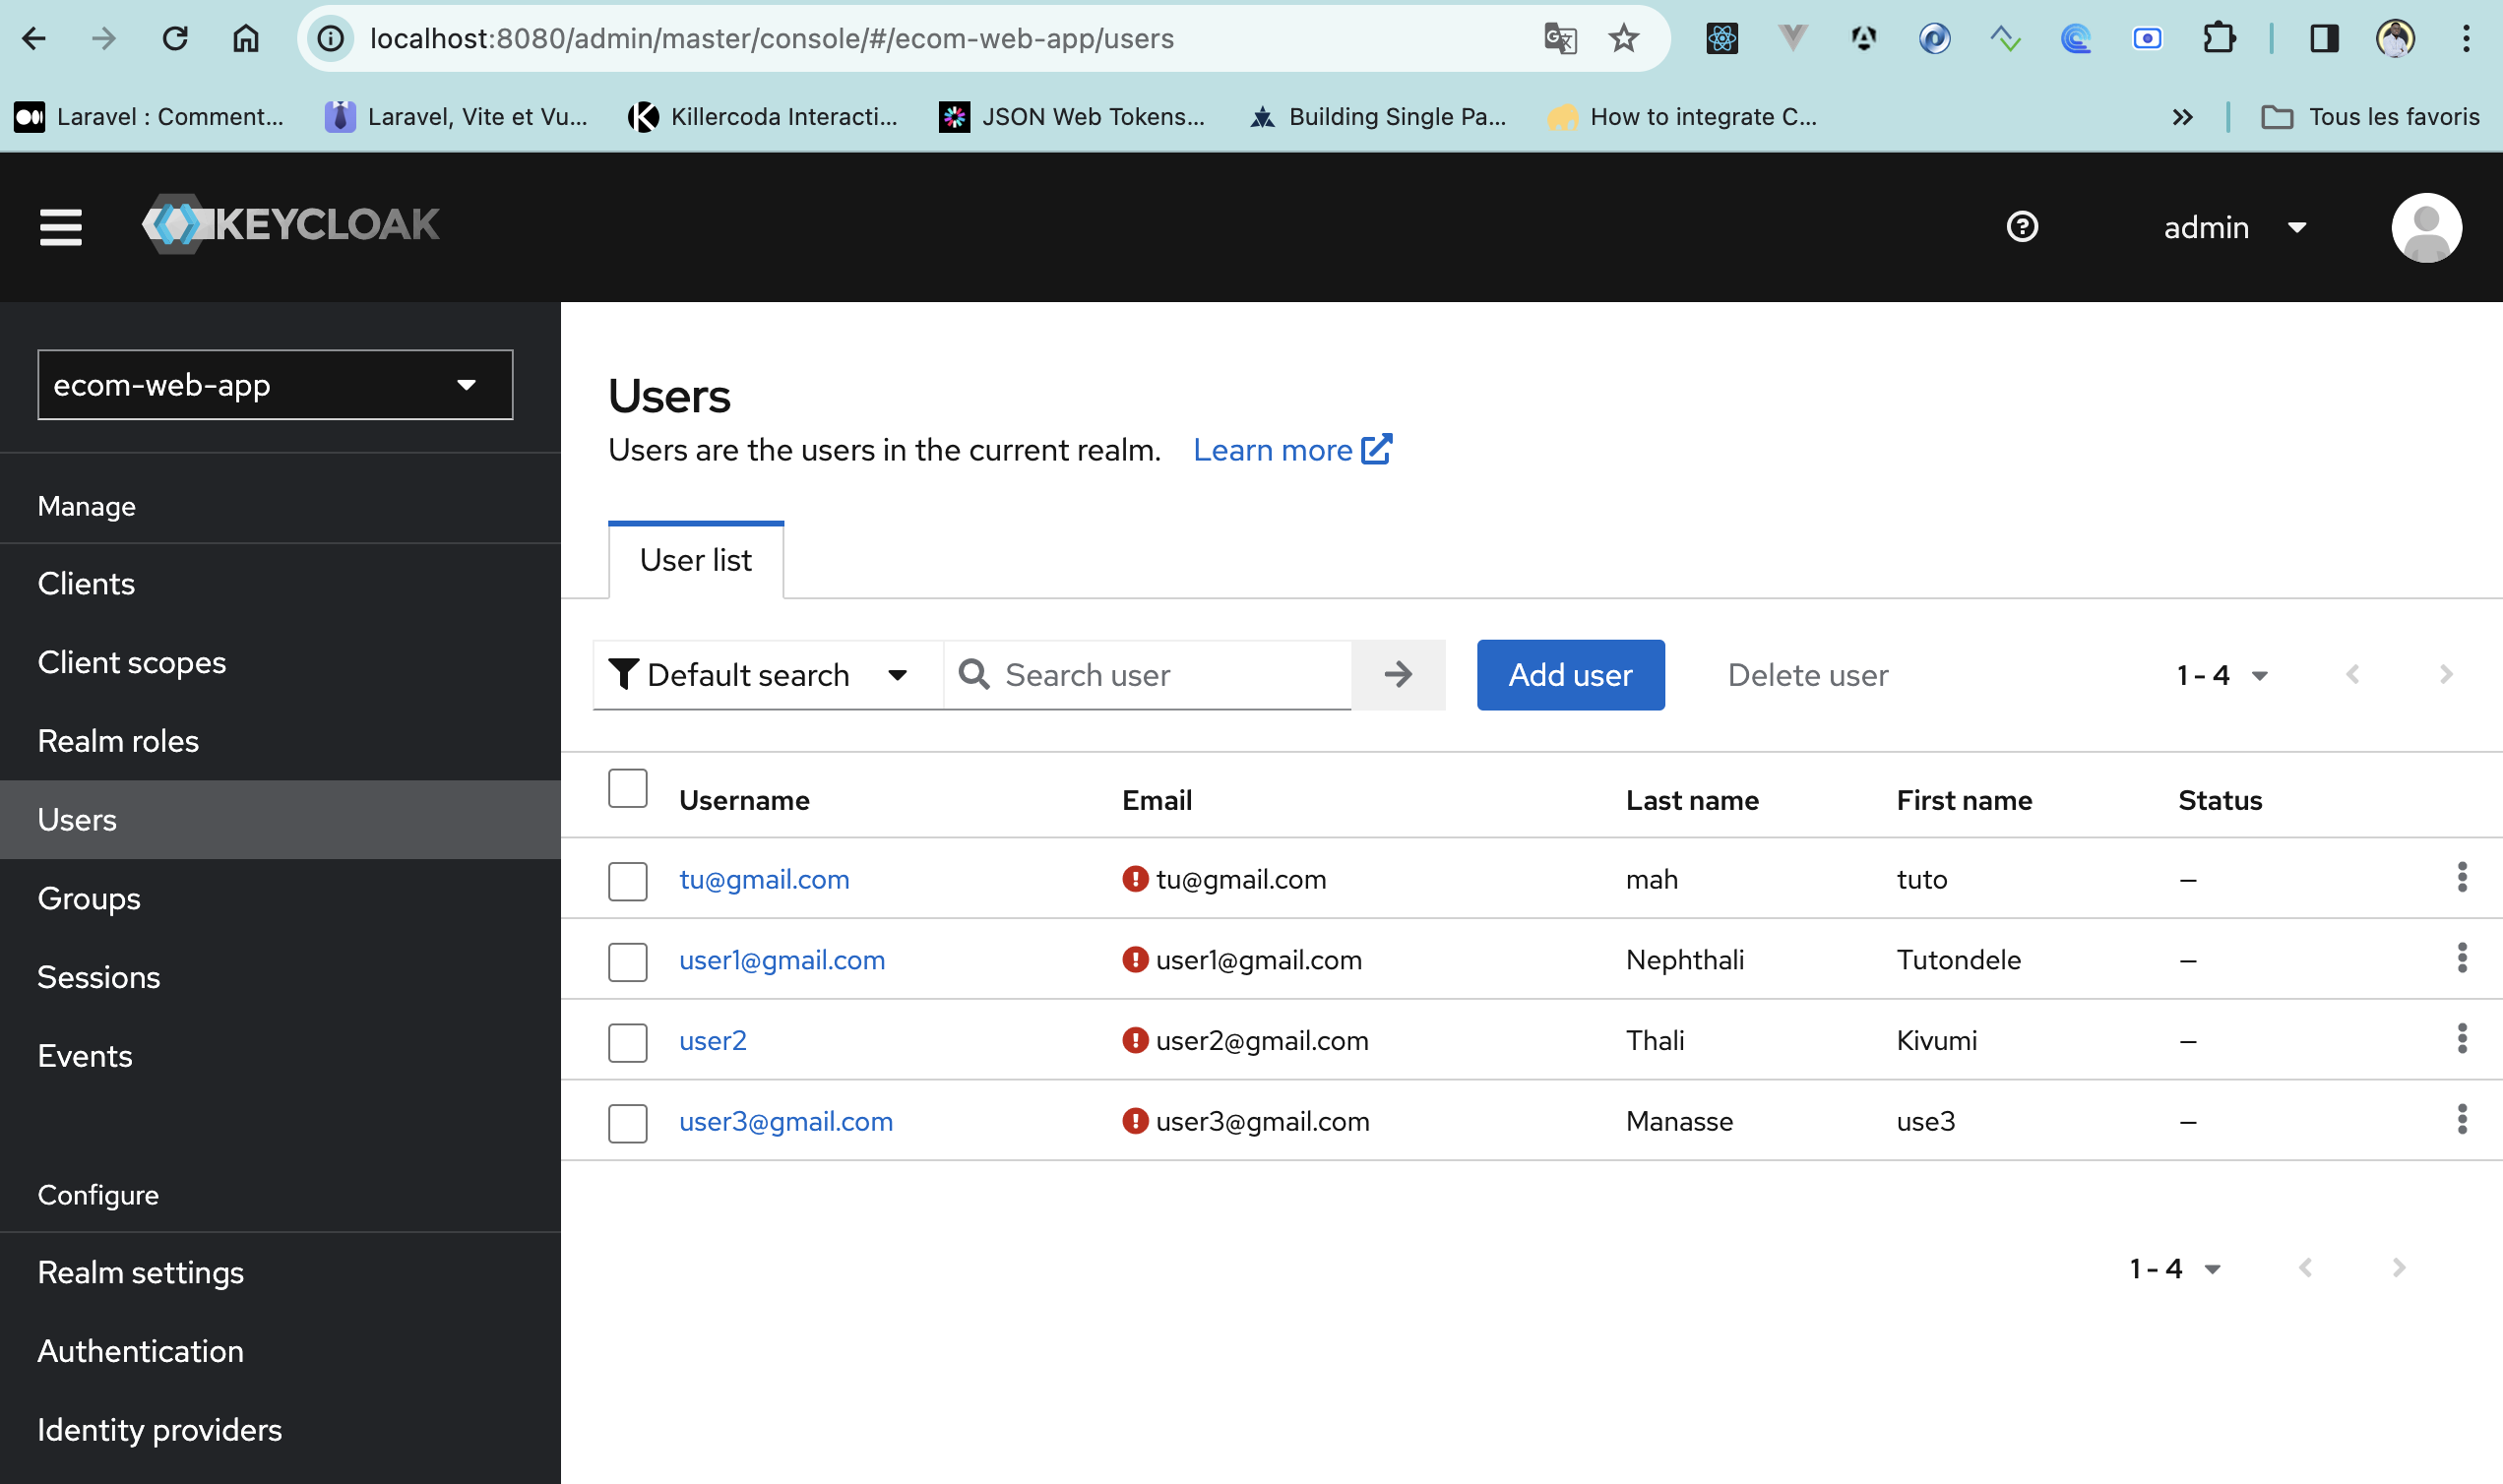 localhost:8080/admin/master/console/#/ecom-web-app/users
Laravel : Comment...
Laravel, Vite et Vu...
Killercoda Interacti...
JSON Web Tokens...
Building Single Pa...
How to integrate C...
Tous les favoris
KEYCLOAK
admin
ecom-web-app
Manage
Clients
Client scopes
Realm roles
Users
Groups
Sessions
Events
Configure
Realm settings
Authentication
Identity providers
Users
Users are the users in the current realm. Learn more
User list
Default search Search user Add user Delete user 1 - 4
Username Email Last name First name Status
tu@gmail.com tu@gmail.com mah tuto –
user1@gmail.com user1@gmail.com Nephthali Tutondele –
user2 user2@gmail.com Thali Kivumi –
user3@gmail.com user3@gmail.com Manasse use3 –
1 - 4